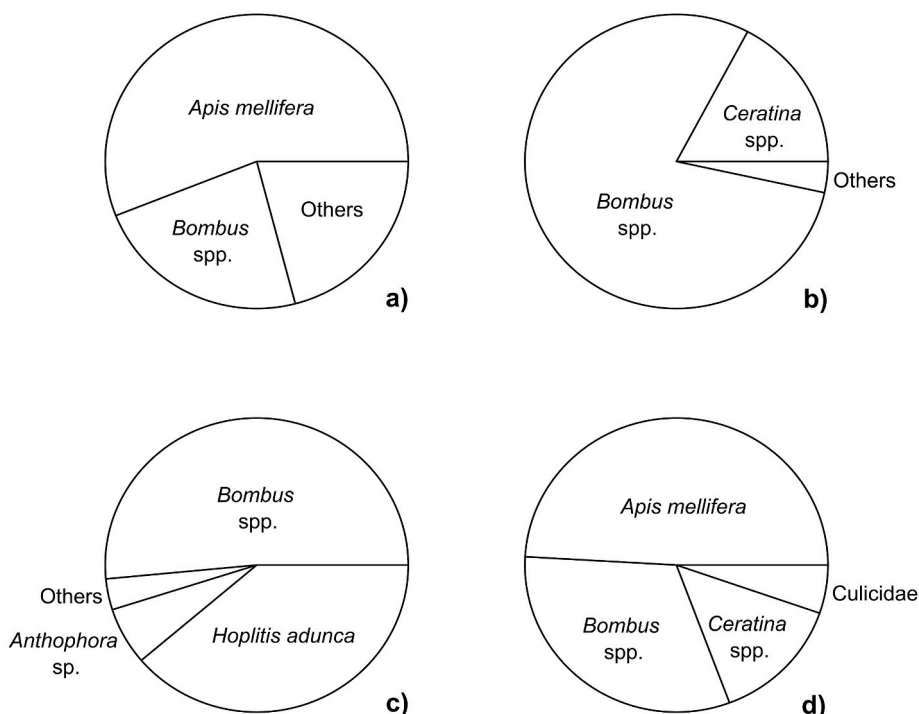 Apis mellifera
Bombus
spp.
Others
a)
Ceratina
spp.
Bombus
spp.
Others
b)
Bombus
spp.
Others
Anthophora
sp.
Hoplitis adunca
c)
Apis mellifera
Bombus
spp.
Ceratina
spp.
Culicidae
d)